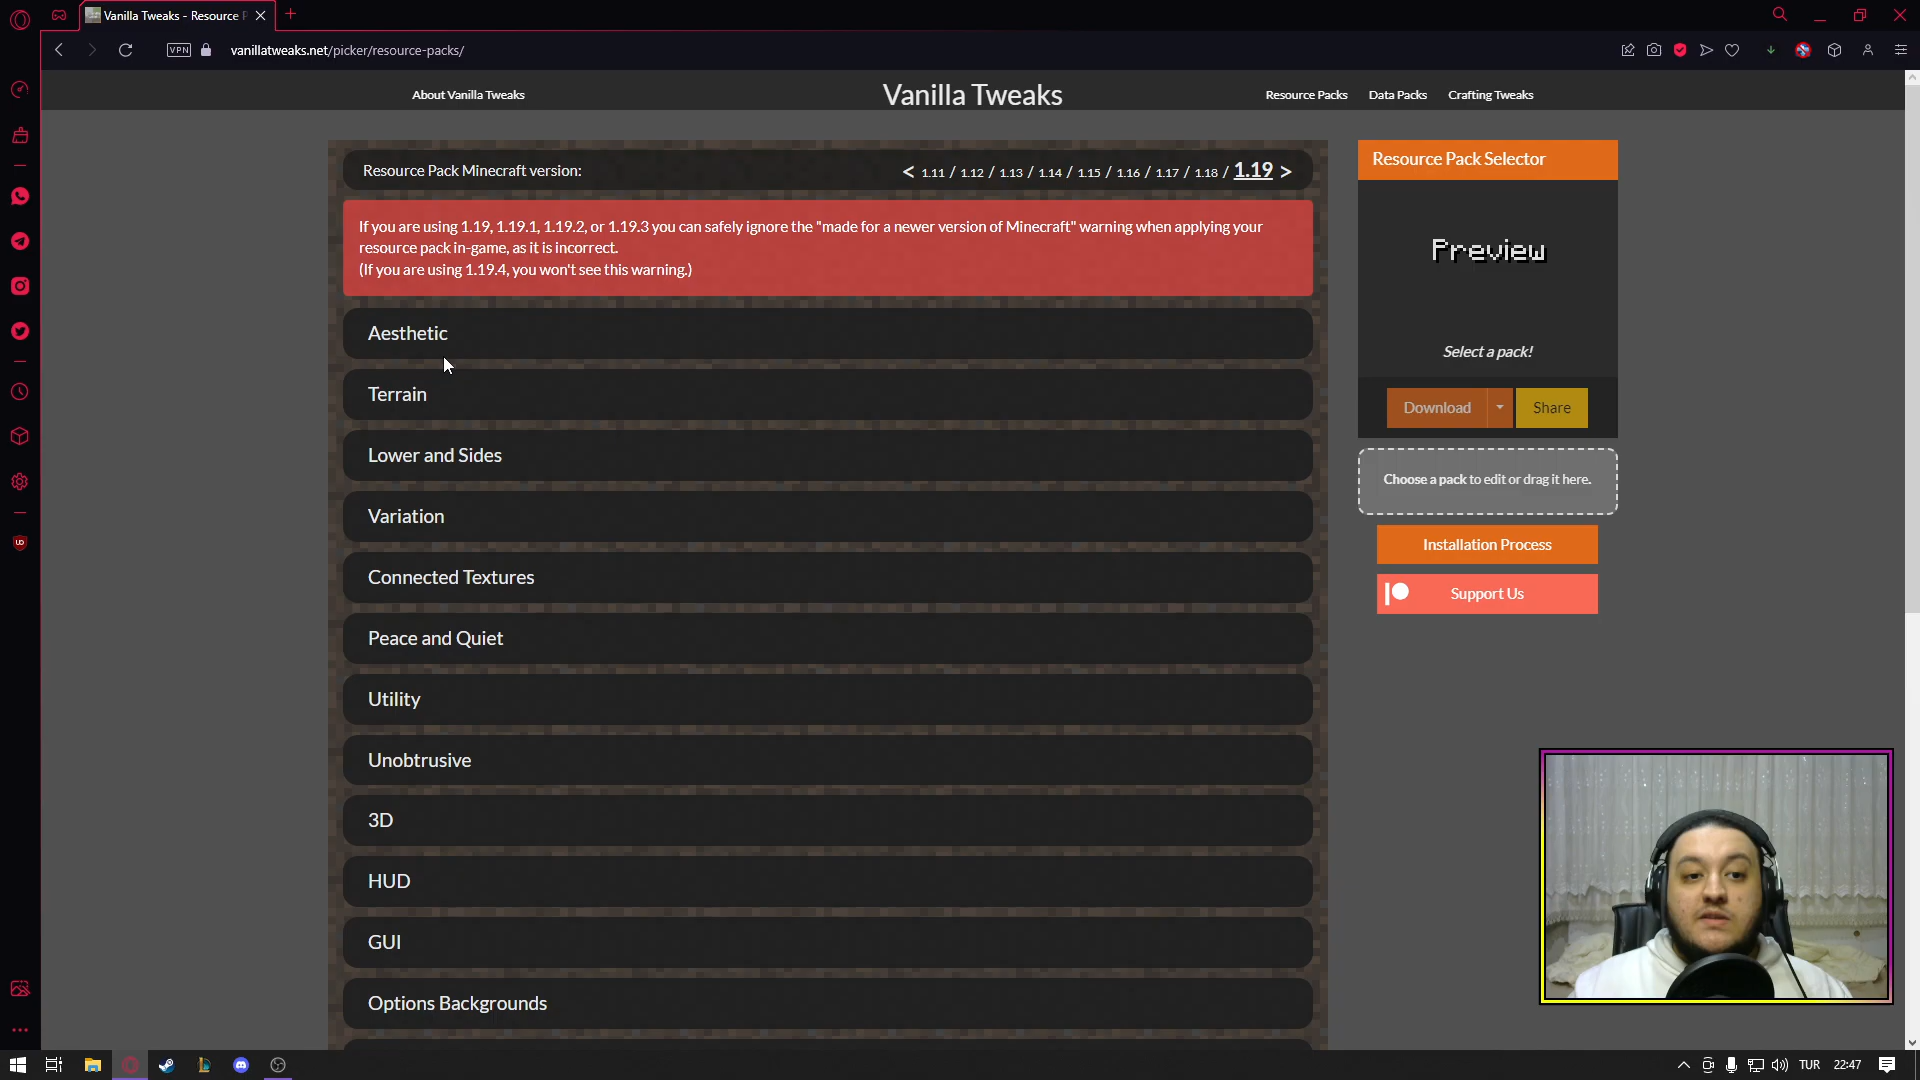 Vanilla Tweaks - Resource P
VPN
vanillatweaks.net/picker/resource-packs/
About Vanilla Tweaks
Vanilla Tweaks
Resource Packs
Data Packs
Crafting Tweaks
Resource Pack Minecraft version:
< 1.11 / 1.12 / 1.13 / 1.14 / 1.15 / 1.16 / 1.17 / 1.18 / 1.19 >
If you are using 1.19, 1.19.1, 1.19.2, or 1.19.3 you can safely ignore the "made for a newer version of Minecraft" warning when applying your
resource pack in-game, as it is incorrect.
(If you are using 1.19.4, you won't see this warning.)
Aesthetic
Terrain
Lower and Sides
Variation
Connected Textures
Peace and Quiet
Utility
Unobtrusive
3D
HUD
GUI
Options Backgrounds
Resource Pack Selector
Preview
Select a pack!
Download
Share
Choose a pack to edit or drag it here.
Installation Process
Support Us
TUR
22:47